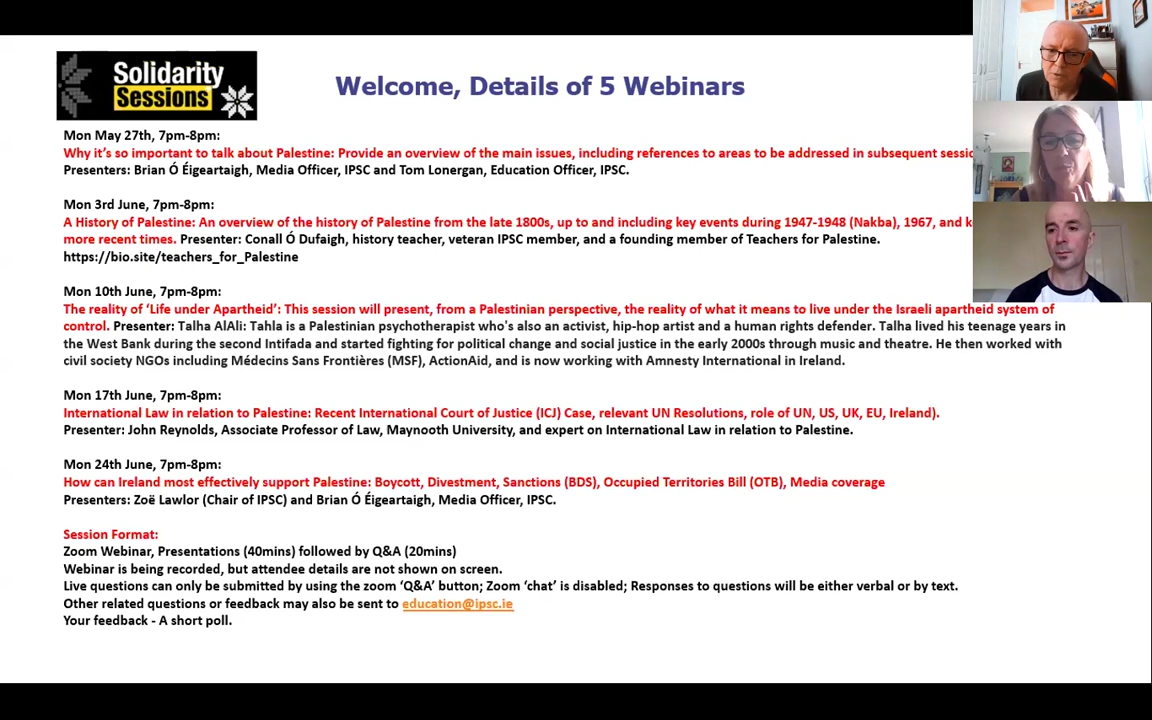 Solidarity
Sessions
Welcome, Details of 5 Webinars
Mon May 27th, 7pm-8pm:
Why it's so important to talk about Palestine: Provide an overview of the main issues, including references to areas to be addressed in subsequent
Presenters: Brian Ó Éigeartaigh, Media Officer, IPSC and Tom Lonergan, Education Officer, IPSC.
Mon 3rd June, 7pm-8pm:
A History of Palestine: An overview of the history of Palestine from the late 1800s, up to and including key events during 1947-1948 (Nakba), 1967, and
more recent times. Presenter: Conall Ó Dufaigh, history teacher, veteran IPSC member, and a founding member of Teachers for Palestine.
https://bio.site/teachers_for_Palestine
Mon 10th June, 7pm-8pm:
The reality of 'Life under Apartheid': This session will present, from a Palestinian perspective, the reality of what it means to live under the Israeli apartheid system of
control. Presenter: Talha AlAli: Tahla is a Palestinian psychotherapist who's also an activist, hip-hop artist and a human rights defender. Talha lived his teenage years in
the West Bank during the second Intifada and started fighting for political change and social justice in the early 2000s through music and theatre. He then worked with
civil society NGOs including Médecins Sans Frontières (MSF), ActionAid, and is now working with Amnesty International in Ireland.
Mon 17th June, 7pm-8pm:
International Law in relation to Palestine: Recent International Court of Justice (ICJ) Case, relevant UN Resolutions, role of UN, US, UK, EU, Ireland).
Presenter: John Reynolds, Associate Professor of Law, Maynooth University, and expert on International Law in relation to Palestine.
Mon 24th June, 7pm-8pm:
How can Ireland most effectively support Palestine: Boycott, Divestment, Sanctions (BDS), Occupied Territories Bill (OTB), Media coverage
Presenters: Zoë Lawlor (Chair of IPSC) and Brian Ó Éigeartaigh, Media Officer, IPSC.
Session Format:
Zoom Webinar, Presentations (40mins) followed by Q&A (20mins)
Webinar is being recorded, but attendee details are not shown on screen.
Live questions can only be submitted by using the zoom 'Q&A' button; Zoom 'chat' is disabled; Responses to questions will be either verbal or by text.
Other related questions or feedback may also be sent to education@ipsc.ie
Your feedback - A short poll.